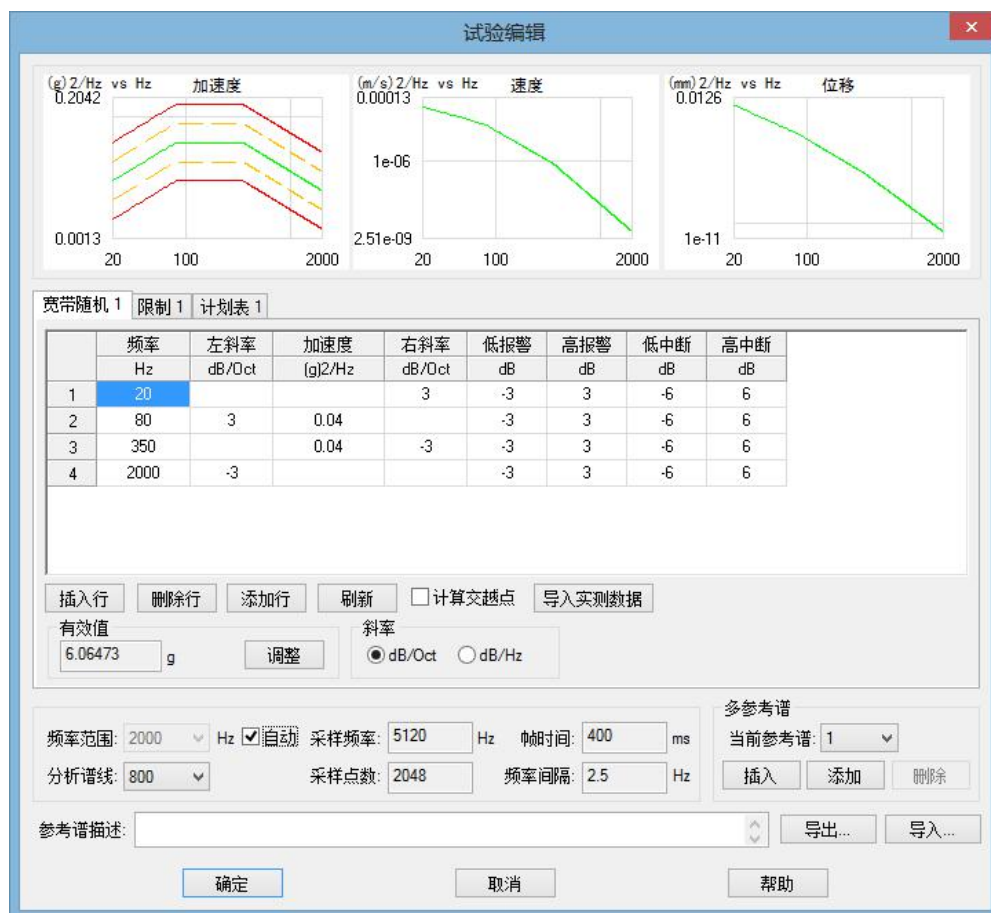 试验编辑
(g)2/Hz vs Hz 加速度
0.2042
0.0013
20 100 2000
(m/s)2/Hz vs Hz 速度
0.00013
1e-06
2.51e-09
20 100 2000
(mm)2/Hz vs Hz 位移
0.0126
1e-11
20 100 2000
宽带随机 1 限制 1 计划表 1
频率 左斜率 加速度 右斜率 低报警 高报警 低中断 高中断
Hz dB/Oct (g)2/Hz dB/Oct dB dB dB dB
1 20 3 -3 3 -6 6
2 80 3 0.04 -3 3 -6 6
3 350 0.04 -3 -3 3 -6 6
4 2000 -3 -3 3 -6 6
插入行 删除行 添加行 刷新 计算交越点 导入实测数据
有效值 斜率
6.06473 g 调整 dB/Oct dB/Hz
多参考谱
频率范围: 2000 Hz 自动 采样频率: 5120 Hz 帧时间: 400 ms 当前参考谱: 1
分析谱线: 800 采样点数: 2048 频率间隔: 2.5 Hz 插入 添加 删除
参考谱描述: 导出... 导入...
确定 取消 帮助